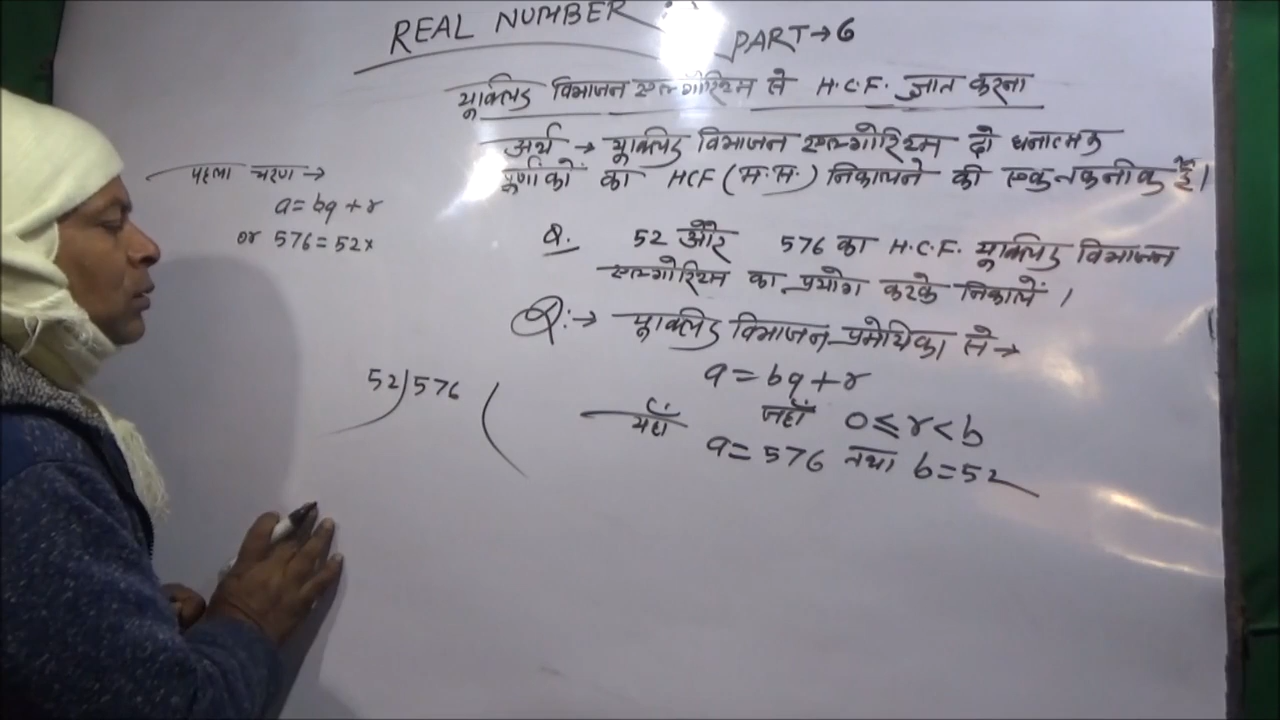 REAL NUMBER
PART→6
यूक्लिड विभाजन एल्गोरिथ्म से H.C.F. ज्ञात करना
अर्थ → यूक्लिड विभाजन एल्गोरिथ्म दो धनात्मक
पूर्णांकों का HCF (म.स.) निकालने की एक तकनीक है।
पहला चरण →
a = bq + r
or 576 = 52×
Q. 52 और 576 का H.C.F. यूक्लिड विभाजन
एल्गोरिथ्म का प्रयोग करके निकालें।
:→ यूक्लिड विभाजन प्रमेयिका से →
a = bq + r
जहाँ 0 ≤ r < b
यहाँ a = 576 तथा b = 52
52)576(